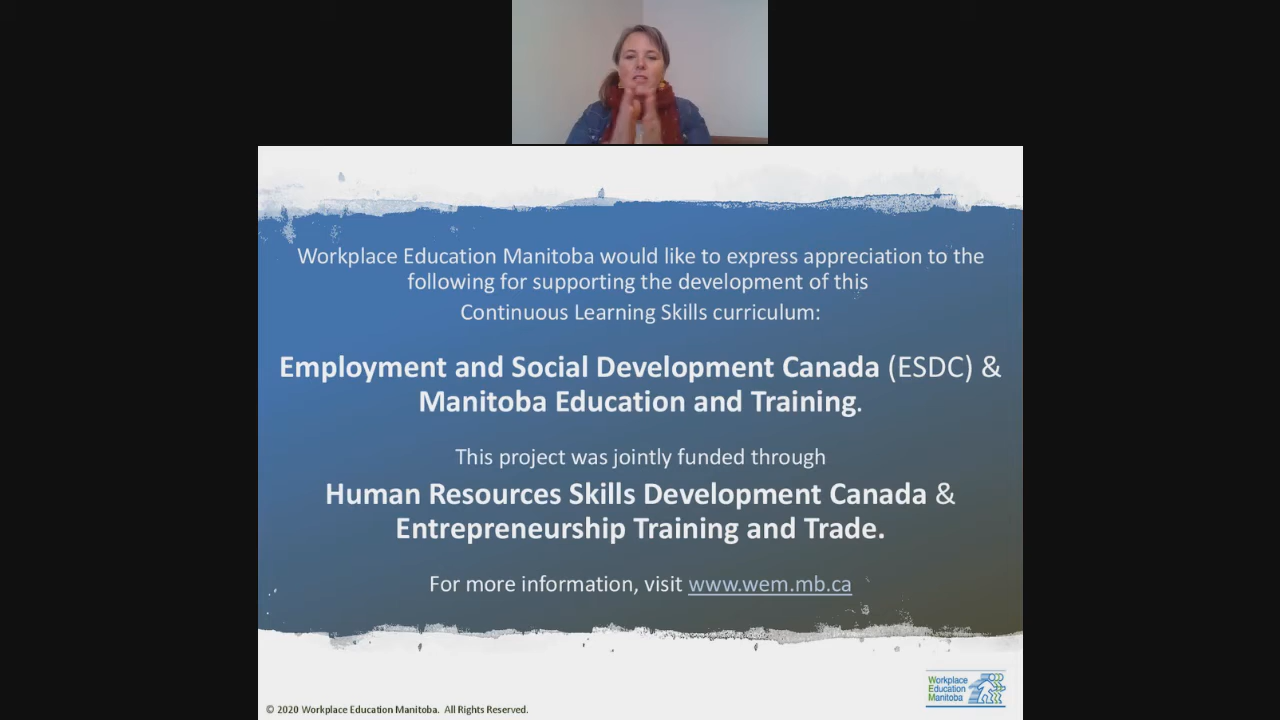 Workplace Education Manitoba would like to express appreciation to the
following for supporting the development of this
Continuous Learning Skills curriculum:
Employment and Social Development Canada (ESDC) &
Manitoba Education and Training.
This project was jointly funded through
Human Resources Skills Development Canada &
Entrepreneurship Training and Trade.
For more information, visit www.wem.mb.ca
Workplace
Education
Manitoba
© 2020 Workplace Education Manitoba. All Rights Reserved.